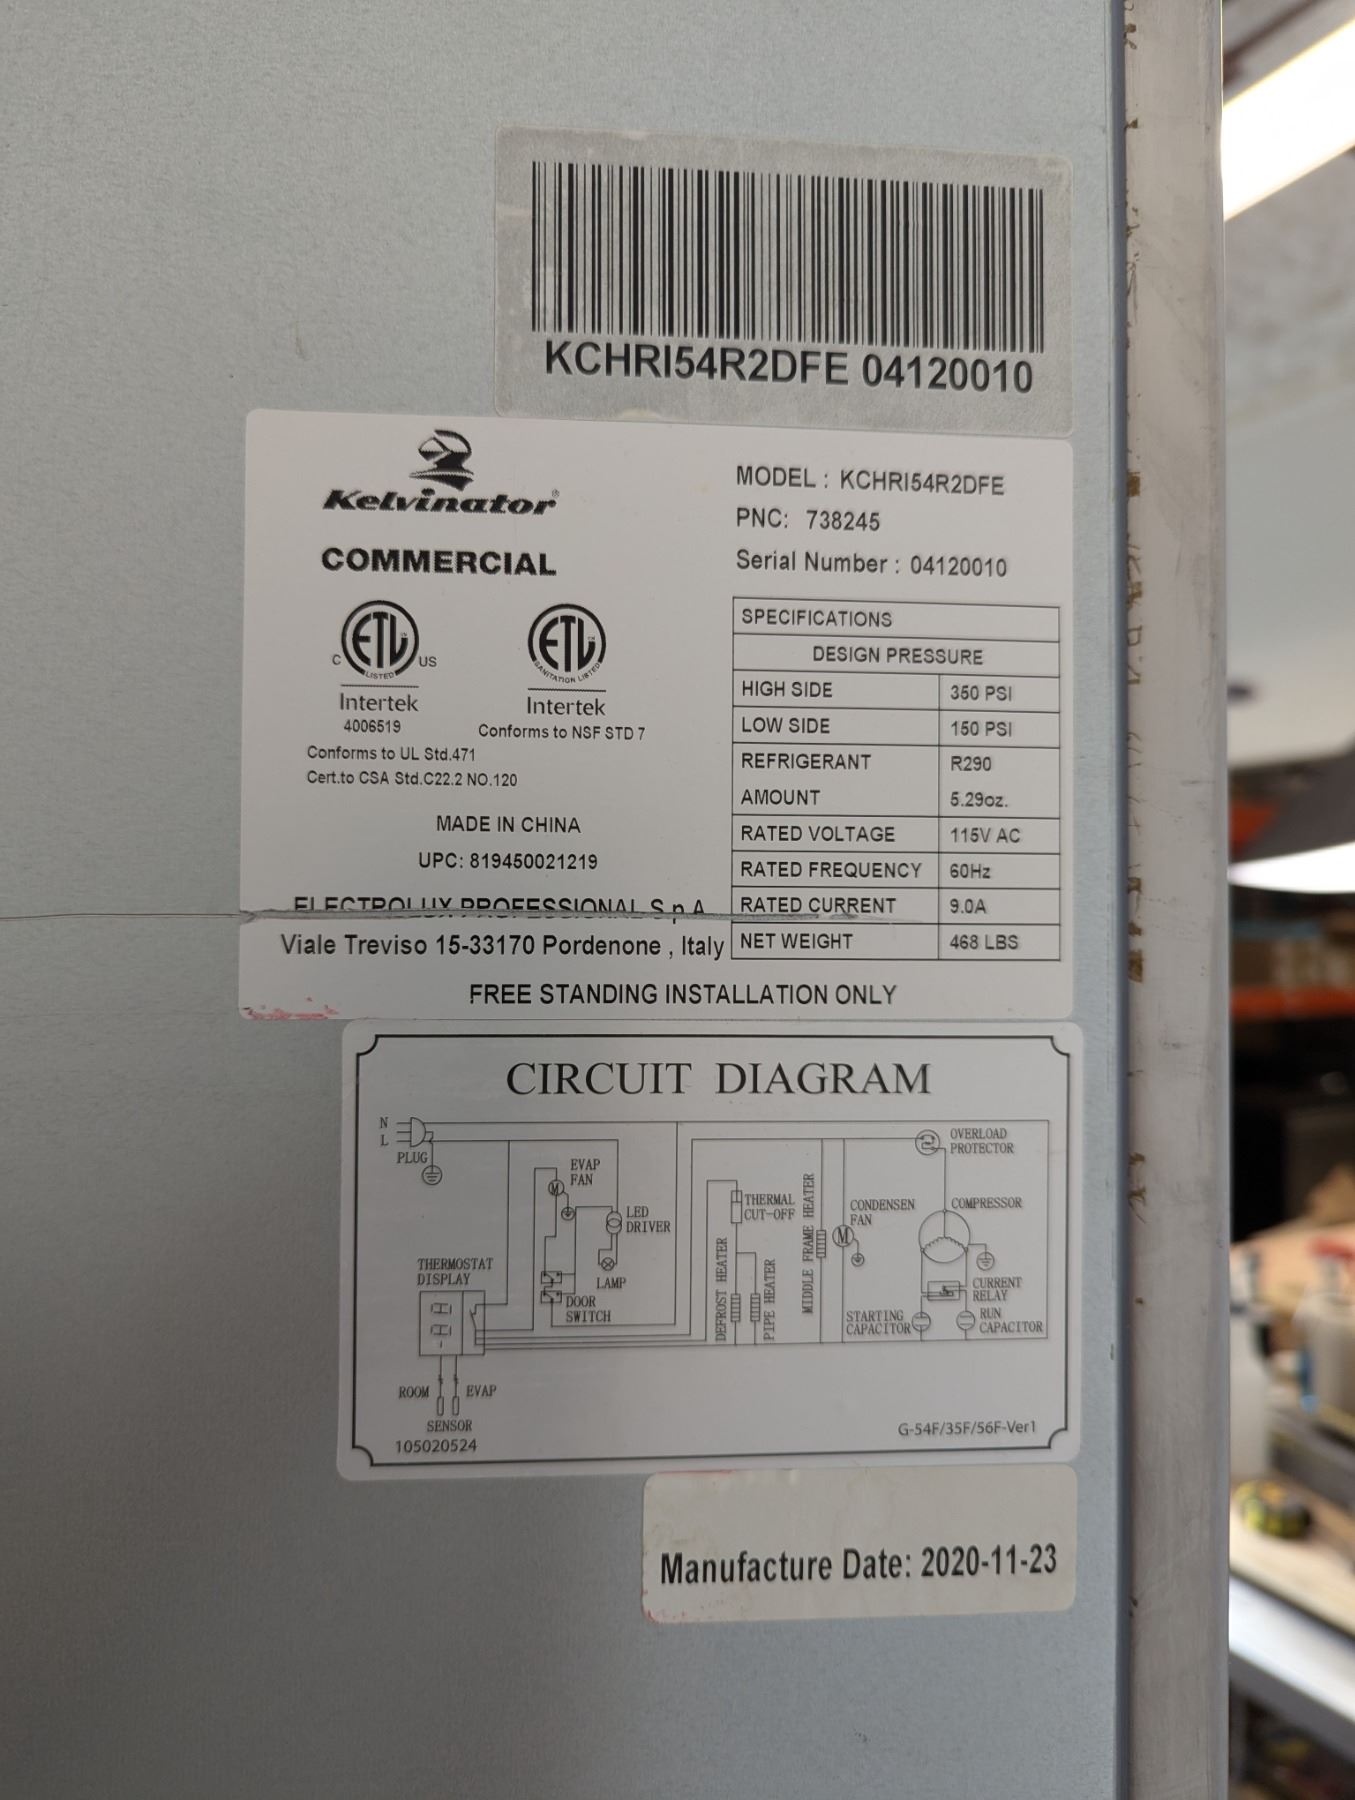 KCHRI54R2DFE 04120010
Kelvinator®
COMMERCIAL
MODEL : KCHRI54R2DFE
PNC: 738245
Serial Number : 04120010
C ETL US
LISTED
Intertek
4006519
ETL
SANITATION LISTED
Intertek
Conforms to NSF STD 7
Conforms to UL Std.471
Cert.to CSA Std.C22.2 NO.120
MADE IN CHINA
UPC: 819450021219
ELECTROLUX PROFESSIONAL S.p.A
Viale Treviso 15-33170 Pordenone , Italy
SPECIFICATIONS
DESIGN PRESSURE
HIGH SIDE 350 PSI
LOW SIDE 150 PSI
REFRIGERANT R290
AMOUNT 5.29oz.
RATED VOLTAGE 115V AC
RATED FREQUENCY 60Hz
RATED CURRENT 9.0A
NET WEIGHT 468 LBS
FREE STANDING INSTALLATION ONLY
CIRCUIT DIAGRAM
N
L
PLUG
EVAP
FAN
M
LED
DRIVER
LAMP
DOOR
SWITCH
THERMOSTAT
DISPLAY
ROOM
EVAP
SENSOR
105020524
THERMAL
CUT-OFF
DEFROST HEATER
PIPE HEATER
MIDDLE FRAME HEATER
CONDENSEN
FAN
M
OVERLOAD
PROTECTOR
COMPRESSOR
CURRENT
RELAY
STARTING
CAPACITOR
RUN
CAPACITOR
G-54F/35F/56F-Ver1
Manufacture Date: 2020-11-23